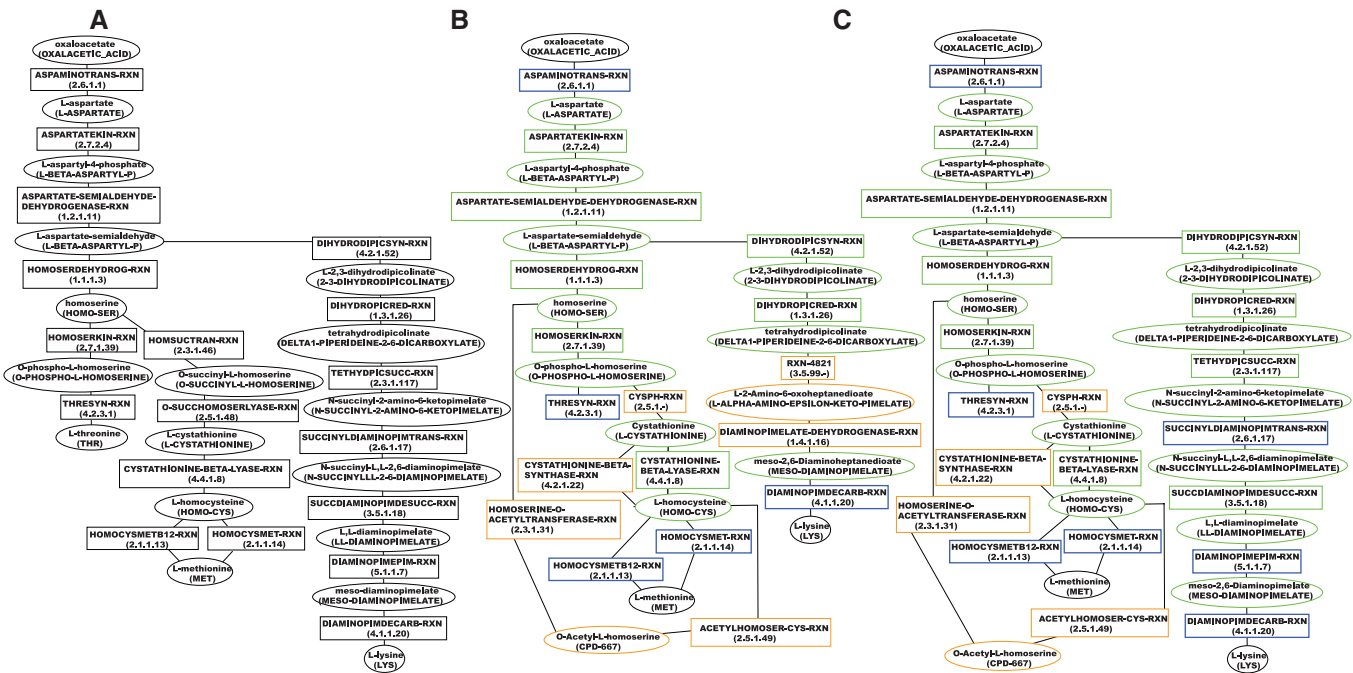 A
oxaloacetate
(OXALACETIC_ACID)
ASPAMINOTRANS-RXN
(2.6.1.1)
L-aspartate
(L-ASPARTATE)
ASPARTATEKIN-RXN
(2.7.2.4)
L-aspartyl-4-phosphate
(L-BETA-ASPARTYL-P)
ASPARTATE-SEMIALDEHYDE-
DEHYDROGENASE-RXN
(1.2.1.11)
L-aspartate-semialdehyde
(L-BETA-ASPARTYL-P)
HOMOSERDEHYDROG-RXN
(1.1.1.3)
homoserine
(HOMO-SER)
HOMOSERKIN-RXN
(2.7.1.39)
O-phospho-L-homoserine
(O-PHOSPHO-L-HOMOSERINE)
THRESYN-RXN
(4.2.3.1)
L-threonine
(THR)
HOMSUCTRAN-RXN
(2.3.1.46)
O-succinyl-L-homoserine
(O-SUCCINYL-L-HOMOSERINE)
O-SUCCHOMOSERLYASE-RXN
(2.5.1.48)
L-cystathionine
(L-CYSTATHIONINE)
CYSTATHIONINE-BETA-LYASE-RXN
(4.4.1.8)
L-homocysteine
(HOMO-CYS)
HOMOCYSMETB12-RXN
(2.1.1.13)
HOMOCYSMET-RXN
(2.1.1.14)
L-methionine
(MET)
DIHYDRODIPICSYN-RXN
(4.2.1.52)
L-2,3-dihydrodipicolinate
(2-3-DIHYDRODIPICOLINATE)
DIHYDROPICRED-RXN
(1.3.1.26)
tetrahydrodipicolinate
(DELTA1-PIPERIDEINE-2-6-DICARBOXYLATE)
TETHYDPICSUCC-RXN
(2.3.1.117)
N-succinyl-2-amino-6-ketopimelate
(N-SUCCINYL-2-AMINO-6-KETOPIMELATE)
SUCCINYLDIAMINOPIMTRANS-RXN
(2.6.1.17)
N-succinyl-L,L-2,6-diaminopimelate
(N-SUCCINYLLL-2-6-DIAMINOPIMELATE)
SUCCDIAMINOPIMDESUCC-RXN
(3.5.1.18)
L,L-diaminopimelate
(LL-DIAMINOPIMELATE)
DIAMINOPIMEPIM-RXN
(5.1.1.7)
meso-diaminopimelate
(MESO-DIAMINOPIMELATE)
DIAMINOPIMDECARB-RXN
(4.1.1.20)
L-lysine
(LYS)
B
oxaloacetate
(OXALACETIC_ACID)
ASPAMINOTRANS-RXN
(2.6.1.1)
L-aspartate
(L-ASPARTATE)
ASPARTATEKIN-RXN
(2.7.2.4)
L-aspartyl-4-phosphate
(L-BETA-ASPARTYL-P)
ASPARTATE-SEMIALDEHYDE-DEHYDROGENASE-RXN
(1.2.1.11)
L-aspartate-semialdehyde
(L-BETA-ASPARTYL-P)
HOMOSERDEHYDROG-RXN
(1.1.1.3)
homoserine
(HOMO-SER)
HOMOSERKIN-RXN
(2.7.1.39)
O-phospho-L-homoserine
(O-PHOSPHO-L-HOMOSERINE)
THRESYN-RXN
(4.2.3.1)
CYSPH-RXN
(2.5.1.-)
Cystathionine
(L-CYSTATHIONINE)
CYSTATHIONINE-BETA-
SYNTHASE-RXN
(4.2.1.22)
CYSTATHIONINE-
BETA-LYASE-RXN
(4.4.1.8)
HOMOSERINE-O-
ACETYLTRANSFERASE-RXN
(2.3.1.31)
L-homocysteine
(HOMO-CYS)
HOMOCYSMET-RXN
(2.1.1.14)
HOMOCYSMETB12-RXN
(2.1.1.13)
L-methionine
(MET)
O-Acetyl-L-homoserine
(CPD-667)
ACETYLHOMOSER-CYS-RXN
(2.5.1.49)
DIHYDRODIPICSYN-RXN
(4.2.1.52)
L-2,3-dihydrodipicolinate
(2-3-DIHYDRODIPICOLINATE)
DIHYDROPICRED-RXN
(1.3.1.26)
tetrahydrodipicolinate
(DELTA1-PIPERIDEINE-2-6-DICARBOXYLATE)
RXN-4821
(3.5.99.-)
L-2-Amino-6-oxoheptanedioate
(L-ALPHA-AMINO-EPSILON-KETO-PIMELATE)
DIAMINOPIMELATE-DEHYDROGENASE-RXN
(1.4.1.16)
meso-2,6-Diaminoheptanedioate
(MESO-DIAMINOPIMELATE)
DIAMINOPIMDECARB-RXN
(4.1.1.20)
L-lysine
(LYS)
C
oxaloacetate
(OXALACETIC_ACID)
ASPAMINOTRANS-RXN
(2.6.1.1)
L-aspartate
(L-ASPARTATE)
ASPARTATEKIN-RXN
(2.7.2.4)
L-aspartyl-4-phosphate
(L-BETA-ASPARTYL-P)
ASPARTATE-SEMIALDEHYDE-DEHYDROGENASE-RXN
(1.2.1.11)
L-aspartate-semialdehyde
(L-BETA-ASPARTYL-P)
HOMOSERDEHYDROG-RXN
(1.1.1.3)
homoserine
(HOMO-SER)
HOMOSERKIN-RXN
(2.7.1.39)
O-phospho-L-homoserine
(O-PHOSPHO-L-HOMOSERINE)
THRESYN-RXN
(4.2.3.1)
CYSPH-RXN
(2.5.1.-)
Cystathionine
(L-CYSTATHIONINE)
CYSTATHIONINE-BETA-
SYNTHASE-RXN
(4.2.1.22)
CYSTATHIONINE-
BETA-LYASE-RXN
(4.4.1.8)
HOMOSERINE-O-
ACETYLTRANSFERASE-RXN
(2.3.1.31)
L-homocysteine
(HOMO-CYS)
HOMOCYSMET-RXN
(2.1.1.14)
HOMOCYSMETB12-RXN
(2.1.1.13)
L-methionine
(MET)
ACETYLHOMOSER-CYS-RXN
(2.5.1.49)
O-Acetyl-L-homoserine
(CPD-667)
DIHYDRODIPICSYN-RXN
(4.2.1.52)
L-2,3-dihydrodipicolinate
(2-3-DIHYDRODIPICOLINATE)
DIHYDROPICRED-RXN
(1.3.1.26)
tetrahydrodipicolinate
(DELTA1-PIPERIDEINE-2-6-DICARBOXYLATE)
TETHYDPICSUCC-RXN
(2.3.1.117)
N-succinyl-2-amino-6-ketopimelate
(N-SUCCINYL-2-AMINO-6-KETOPIMELATE)
SUCCINYLDIAMINOPIMTRANS-RXN
(2.6.1.17)
N-succinyl-L,L-2,6-diaminopimelate
(N-SUCCINYLLL-2-6-DIAMINOPIMELATE)
SUCCDIAMINOPIMDESUCC-RXN
(3.5.1.18)
L,L-diaminopimelate
(LL-DIAMINOPIMELATE)
DIAMINOPIMEPIM-RXN
(5.1.1.7)
meso-2,6-Diaminopimelate
(MESO-DIAMINOPIMELATE)
DIAMINOPIMDECARB-RXN
(4.1.1.20)
L-lysine
(LYS)